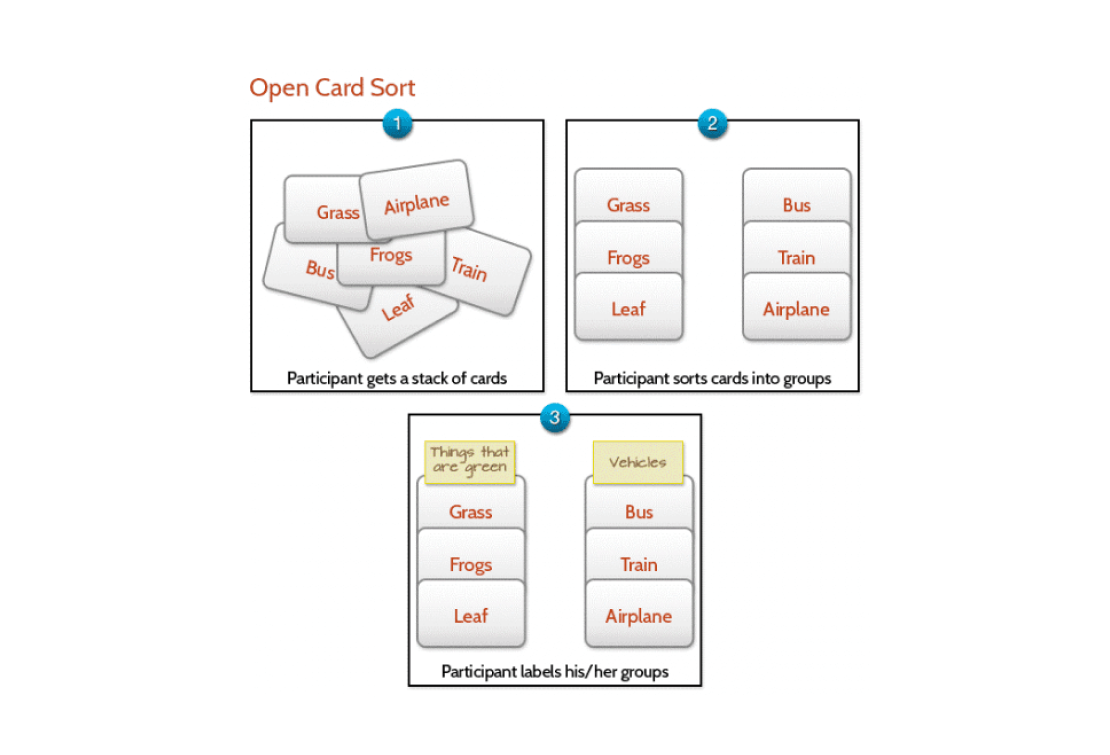 Open Card Sort
1
Grass
Airplane
Bus
Frogs
Train
Leaf
Participant gets a stack of cards
2
Grass
Frogs
Leaf
Bus
Train
Airplane
Participant sorts cards into groups
3
Things that
are green
Grass
Frogs
Leaf
Vehicles
Bus
Train
Airplane
Participant labels his/her groups